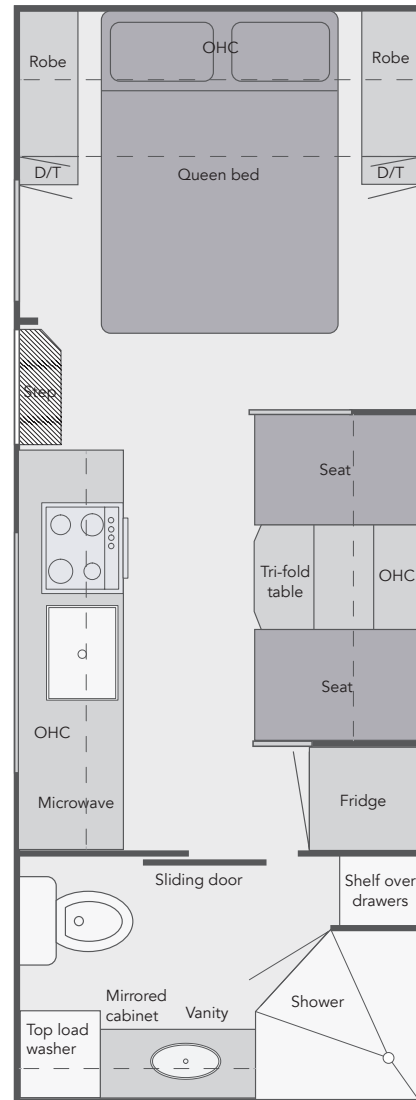 OHC
Robe
Robe
D/T
Queen bed
D/T
Step
Seat
Tri-fold
table
OHC
Seat
OHC
Microwave
Fridge
Sliding door
Shelf over
drawers
Mirrored
cabinet
Vanity
Shower
Top load
washer